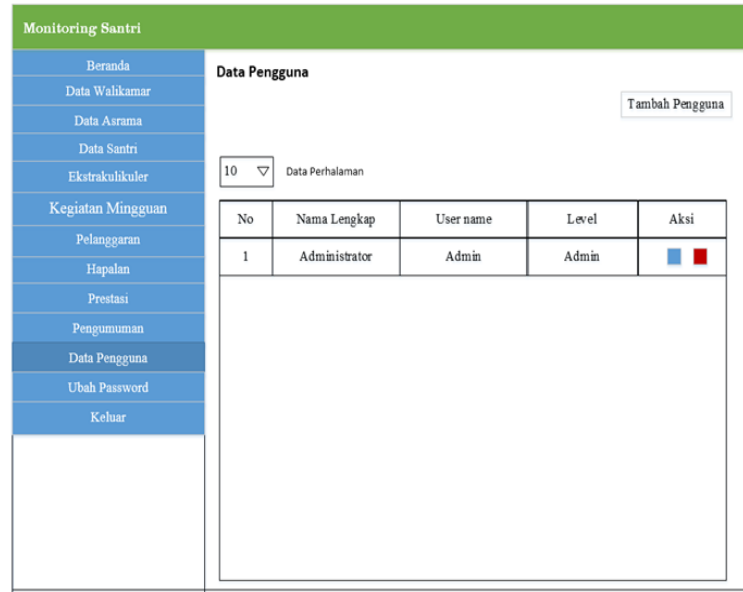 Monitoring Santri
Beranda
Data Walikamar
Data Asrama
Data Santri
Ekstrakulikuler
Kegiatan Mingguan
Pelanggaran
Hapalan
Prestasi
Pengumuman
Data Pengguna
Ubah Password
Keluar
Data Pengguna
Tambah Pengguna
10 Data Perhalaman
No Nama Lengkap User name Level Aksi
1 Administrator Admin Admin